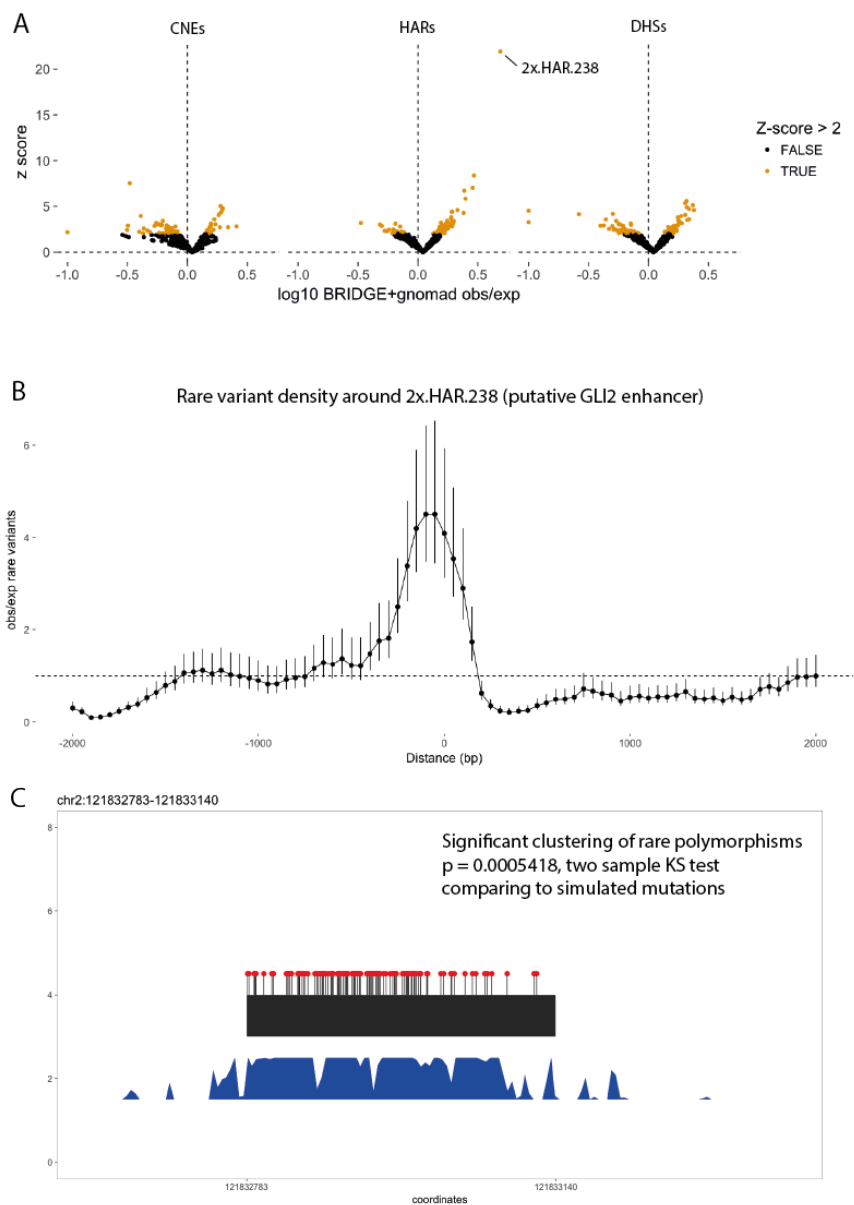 A
CNEs
HARs
DHSs
2x.HAR.238
20
15
10
5
0
z score
Z-score > 2
FALSE
TRUE
-1.0 -0.5 0.0 0.5 -1.0 -0.5 0.0 0.5 -1.0 -0.5 0.0 0.5
log10 BRIDGE+gnomad obs/exp
B
Rare variant density around 2x.HAR.238 (putative GLI2 enhancer)
6
4
2
0
obs/exp rare variants
-2000 -1000 0 1000 2000
Distance (bp)
C
chr2:121832783-121833140
Significant clustering of rare polymorphisms
p = 0.0005418, two sample KS test
comparing to simulated mutations
8
6
4
2
0
121832783 121833140
coordinates